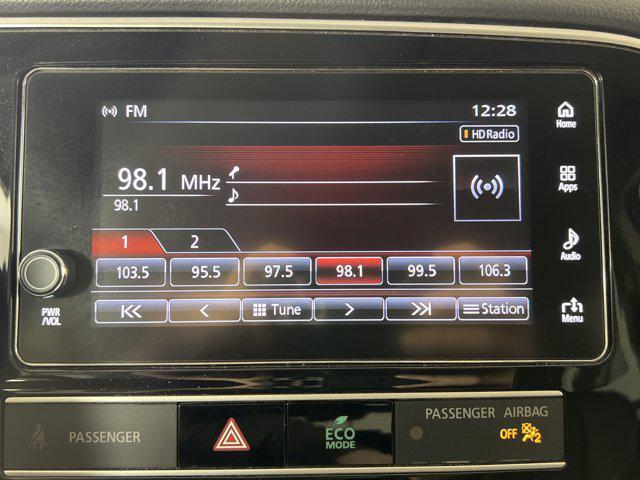 FM 12:28
HD Radio
Home
98.1 MHz
98.1
Apps
1 2
Audio
103.5 95.5 97.5 98.1 99.5 106.3
Tune Station
PWR
/VOL
Menu
PASSENGER
ECO
MODE
PASSENGER AIRBAG
OFF 2